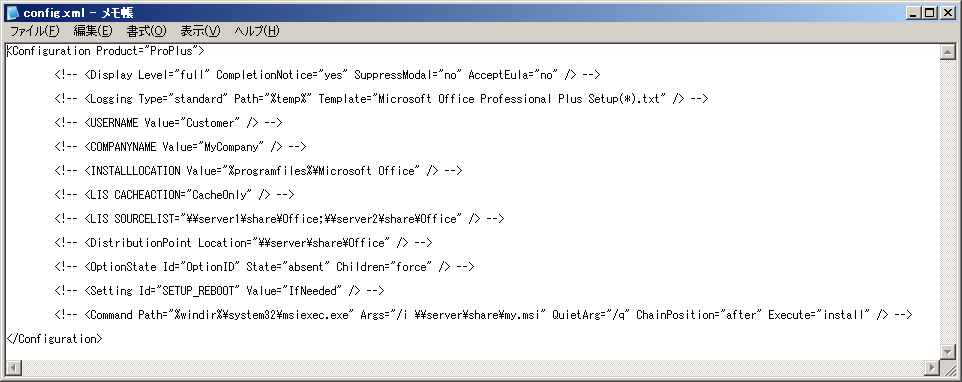 config.xml - メモ帳
ファイル(F) 編集(E) 書式(O) 表示(V) ヘルプ(H)
<Configuration Product="ProPlus">
<!-- <Display Level="full" CompletionNotice="yes" SuppressModal="no" AcceptEula="no" /> -->
<!-- <Logging Type="standard" Path="%temp%" Template="Microsoft Office Professional Plus Setup(*).txt" /> -->
<!-- <USERNAME Value="Customer" /> -->
<!-- <COMPANYNAME Value="MyCompany" /> -->
<!-- <INSTALLLOCATION Value="%programfiles%¥Microsoft Office" /> -->
<!-- <LIS CACHEACTION="CacheOnly" /> -->
<!-- <LIS SOURCELIST="¥¥server1¥share¥Office;¥¥server2¥share¥Office" /> -->
<!-- <DistributionPoint Location="¥¥server¥share¥Office" /> -->
<!-- <OptionState Id="OptionID" State="absent" Children="force" /> -->
<!-- <Setting Id="SETUP_REBOOT" Value="IfNeeded" /> -->
<!-- <Command Path="%windir%¥system32¥msiexec.exe" Args="/i ¥¥server¥share¥my.msi" QuietArg="/q" ChainPosition="after" Execute="install" /> -->
</Configuration>